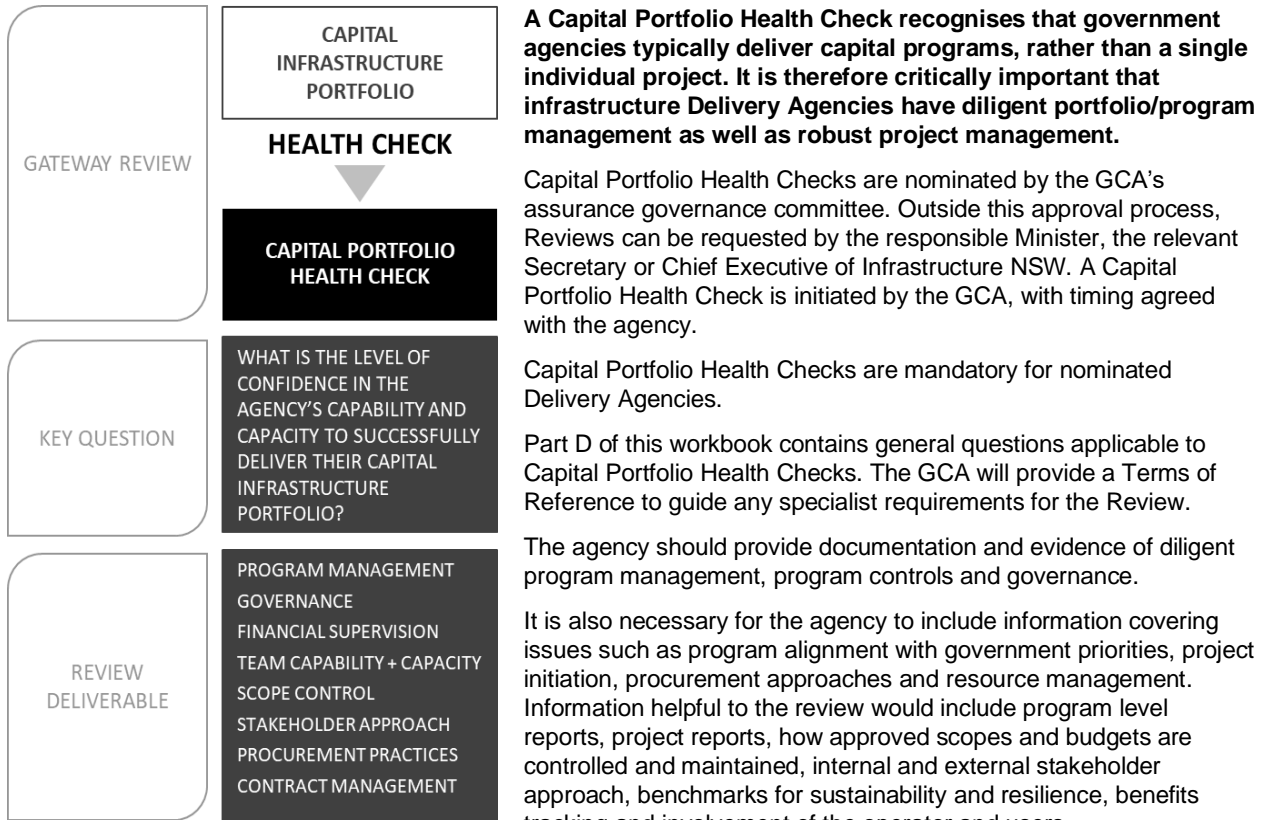 GATEWAY REVIEW
CAPITAL
INFRASTRUCTURE
PORTFOLIO
HEALTH CHECK
CAPITAL PORTFOLIO
HEALTH CHECK
KEY QUESTION
WHAT IS THE LEVEL OF
CONFIDENCE IN THE
AGENCY'S CAPABILITY AND
CAPACITY TO SUCCESSFULLY
DELIVER THEIR CAPITAL
INFRASTRUCTURE
PORTFOLIO?
REVIEW
DELIVERABLE
PROGRAM MANAGEMENT
GOVERNANCE
FINANCIAL SUPERVISION
TEAM CAPABILITY + CAPACITY
SCOPE CONTROL
STAKEHOLDER APPROACH
PROCUREMENT PRACTICES
CONTRACT MANAGEMENT
A Capital Portfolio Health Check recognises that government
agencies typically deliver capital programs, rather than a single
individual project. It is therefore critically important that
infrastructure Delivery Agencies have diligent portfolio/program
management as well as robust project management.
Capital Portfolio Health Checks are nominated by the GCA's
assurance governance committee. Outside this approval process,
Reviews can be requested by the responsible Minister, the relevant
Secretary or Chief Executive of Infrastructure NSW. A Capital
Portfolio Health Check is initiated by the GCA, with timing agreed
with the agency.
Capital Portfolio Health Checks are mandatory for nominated
Delivery Agencies.
Part D of this workbook contains general questions applicable to
Capital Portfolio Health Checks. The GCA will provide a Terms of
Reference to guide any specialist requirements for the Review.
The agency should provide documentation and evidence of diligent
program management, program controls and governance.
It is also necessary for the agency to include information covering
issues such as program alignment with government priorities, project
initiation, procurement approaches and resource management.
Information helpful to the review would include program level
reports, project reports, how approved scopes and budgets are
controlled and maintained, internal and external stakeholder
approach, benchmarks for sustainability and resilience, benefits
tracking and involvement of the operator and users